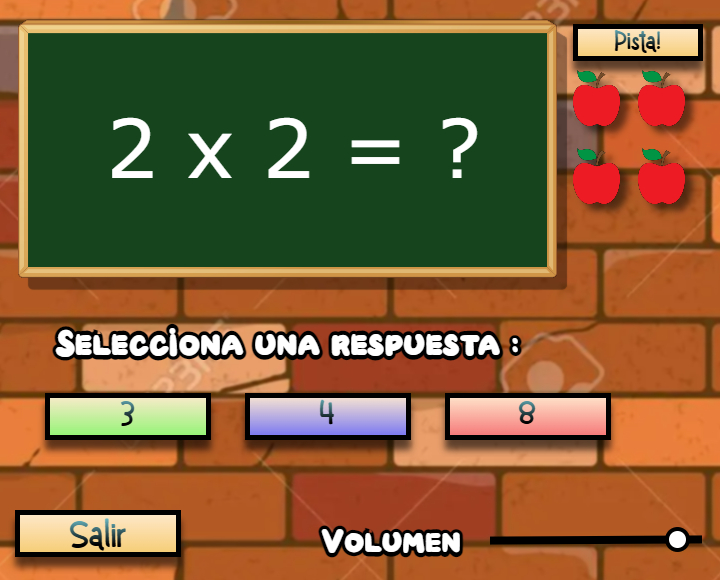 2 x 2 = ?
Pista!
Selecciona una respuesta :
3
4
8
Salir
Volumen